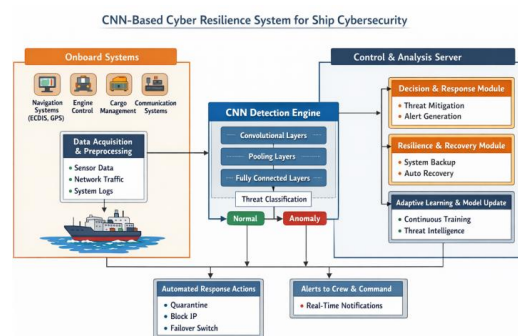 CNN-Based Cyber Resilience System for Ship Cybersecurity
Onboard Systems
Navigation
Systems
(ECDIS, GPS)
Engine
Control
Cargo
Management
Communication
Systems
Data Acquisition
& Preprocessing
• Sensor Data
• Network Traffic
• System Logs
CNN Detection Engine
Convolutional Layers
Pooling Layers
Fully Connected Layers
Threat Classification
Normal
Anomaly
Control & Analysis Server
Decision & Response Module
• Threat Mitigation
• Alert Generation
Resilience & Recovery Module
• System Backup
• Auto Recovery
Adaptive Learning & Model Update
• Continuous Training
• Threat Intelligence
Automated Response Actions
• Quarantine
• Block IP
• Failover Switch
Alerts to Crew & Command
• Real-Time Notifications